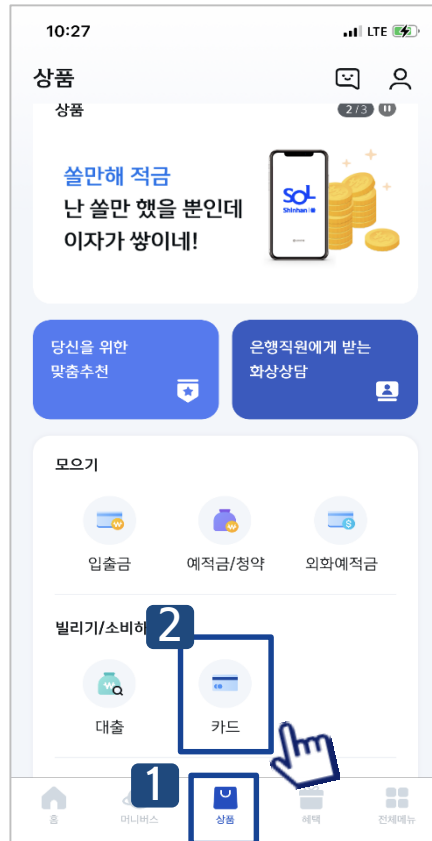 10:27
LTE
상품
상품
2/3
쏠만해 적금
난 쏠만 했을 뿐인데
이자가 쌓이네!
SOL
Shinhan
당신을 위한
맞춤추천
은행직원에게 받는
화상상담
모으기
입출금
예적금/청약
외화예적금
빌리기/소비하
2
대출
카드
1
홈
머니버스
상품
혜택
전체메뉴